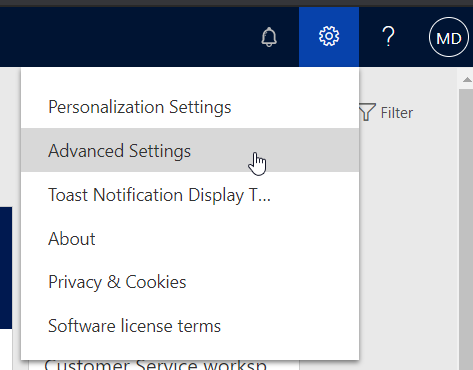 MD
Personalization Settings
Filter
Advanced Settings
Toast Notification Display T...
About
Privacy & Cookies
Software license terms
Customer Service worksp